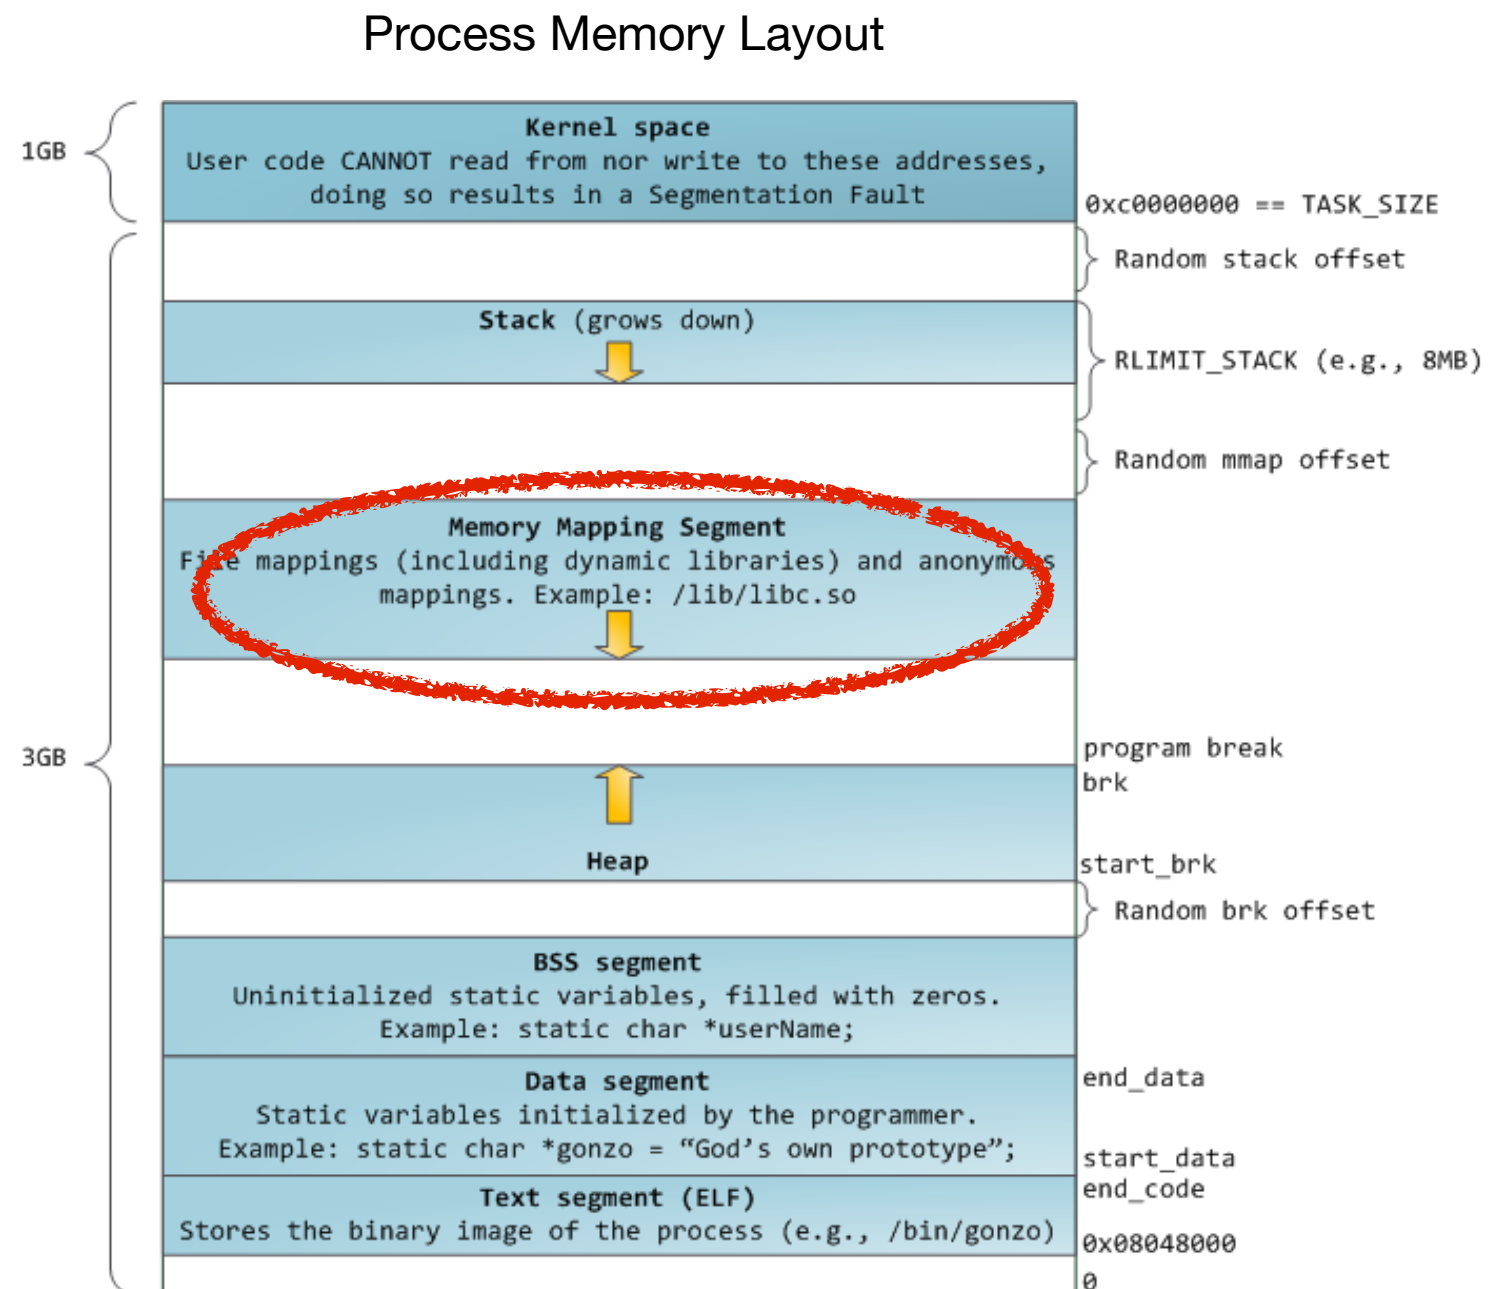 Process Memory Layout
1GB
Kernel space
User code CANNOT read from nor write to these addresses,
doing so results in a Segmentation Fault
0xc0000000 == TASK_SIZE
Random stack offset
Stack (grows down)
RLIMIT_STACK (e.g., 8MB)
Random mmap offset
Memory Mapping Segment
File mappings (including dynamic libraries) and anonymous
mappings. Example: /lib/libc.so
3GB
program break
brk
Heap
start_brk
Random brk offset
BSS segment
Uninitialized static variables, filled with zeros.
Example: static char *userName;
Data segment
Static variables initialized by the programmer.
Example: static char *gonzo = “God’s own prototype”;
end_data
start_data
Text segment (ELF)
Stores the binary image of the process (e.g., /bin/gonzo)
end_code
0x08048000
0